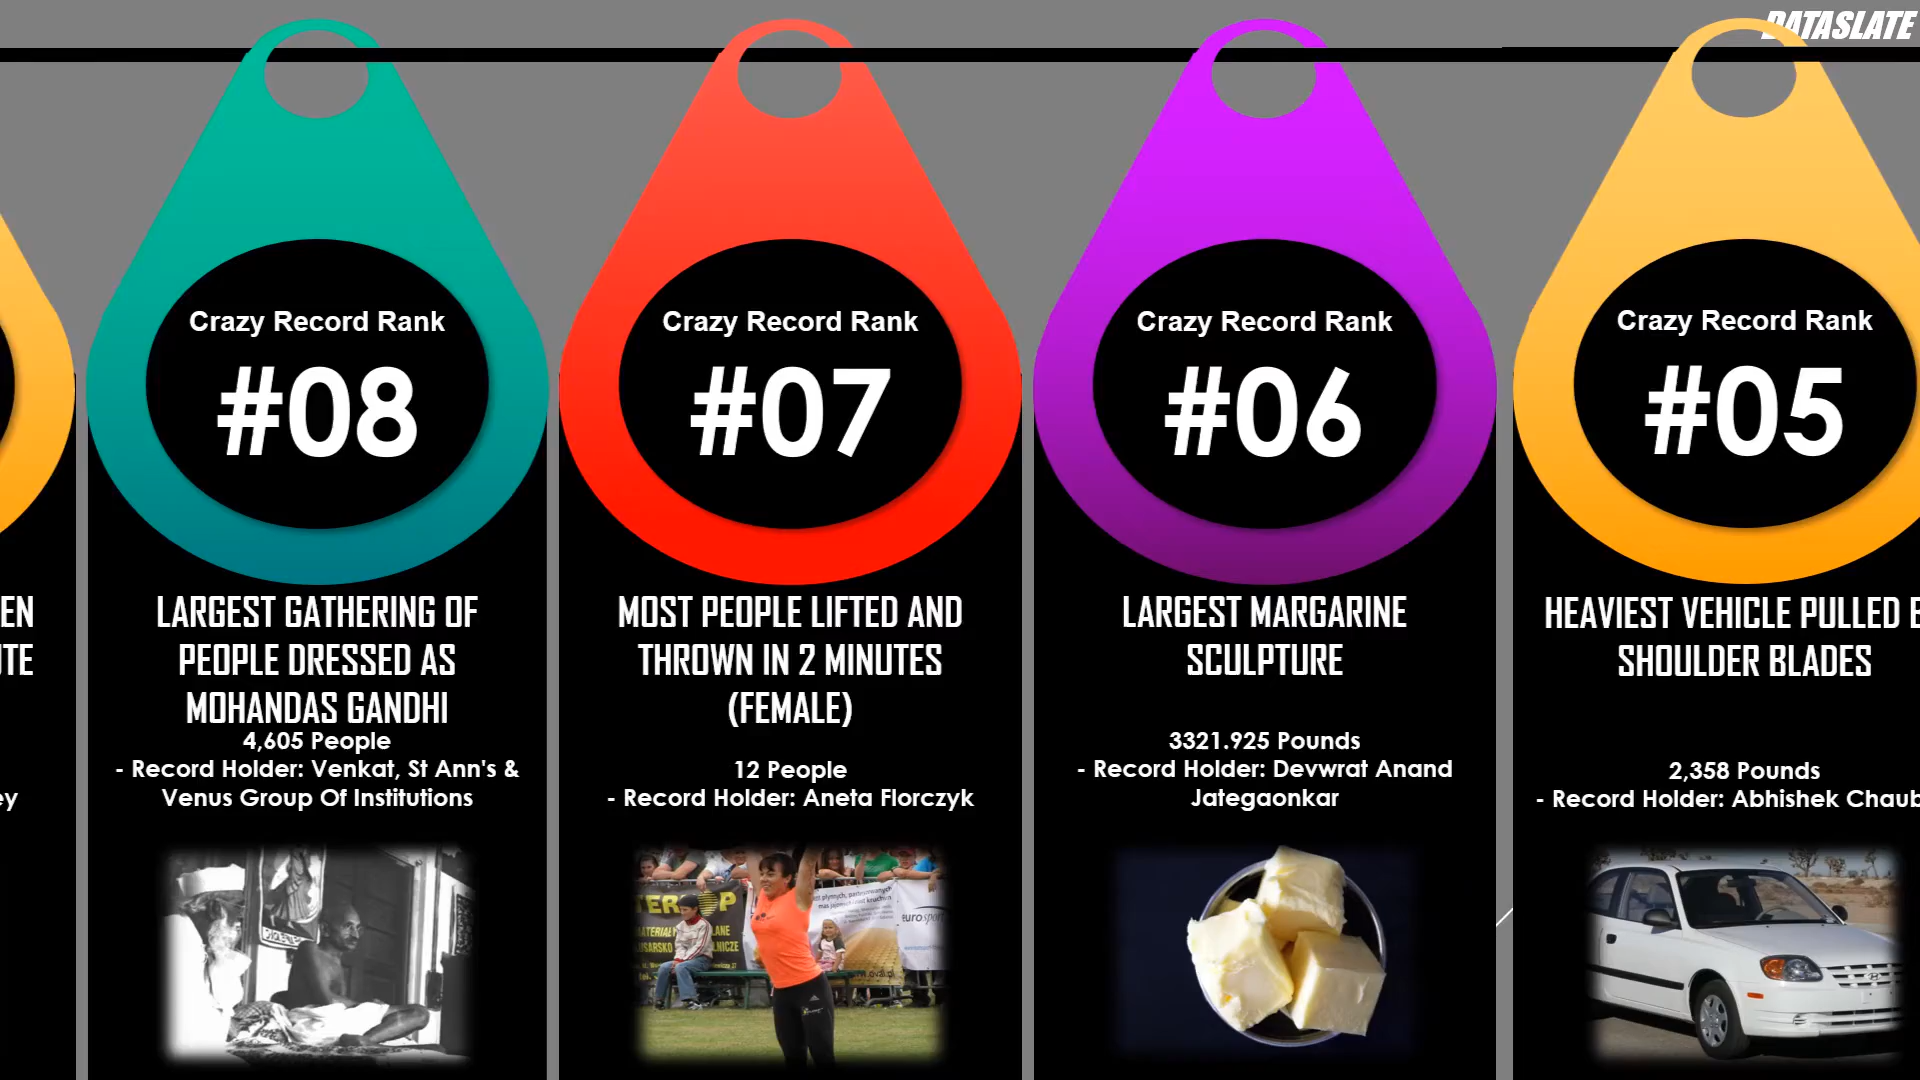 DATASLATE
EN
UTE
ey
Crazy Record Rank
#08
LARGEST GATHERING OF
PEOPLE DRESSED AS
MOHANDAS GANDHI
4,605 People
- Record Holder: Venkat, St Ann's &
Venus Group Of Institutions
Crazy Record Rank
#07
MOST PEOPLE LIFTED AND
THROWN IN 2 MINUTES
(FEMALE)
12 People
- Record Holder: Aneta Florczyk
eurosport
Crazy Record Rank
#06
LARGEST MARGARINE
SCULPTURE
3321.925 Pounds
- Record Holder: Devwrat Anand
Jategaonkar
Crazy Record Rank
#05
HEAVIEST VEHICLE PULLED B
SHOULDER BLADES
2,358 Pounds
- Record Holder: Abhishek Chaub